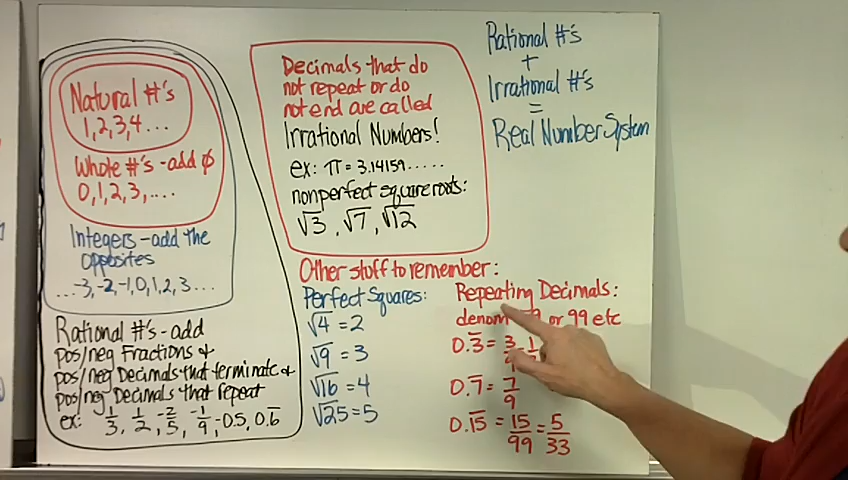 Natural #'s
1,2,3,4...
Whole #'s -add ϕ
0,1,2,3,....
Integers-add the
opposites
...-3,-2,-1,0,1,2,3...
Rational #'s-add
pos/neg Fractions +
pos/neg Decimals that terminate +
pos/neg Decimals that repeat
ex: 1/3, 1/2, -2/5, -1/9, -0.5, 0.6̅
Decimals that do
not repeat or do
not end are called
Irrational Numbers!
ex: π = 3.14159.....
nonperfect square roots:
√3, √7, √12
Rational #'s
+
Irrational #'s
=
Real Number System
Other stuff to remember:
Perfect Squares:
√4 = 2
√9 = 3
√16 = 4
√25 = 5
Repeating Decimals:
denom 9 or 99 etc
0.3̅ = 3/9 1
0.7̅ = 7/9
0.1̅5̅ = 15/99 = 5/33